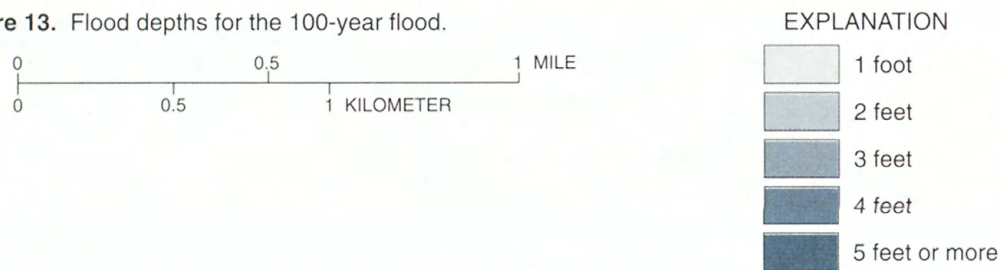 re 13. Flood depths for the 100-year flood.
0 0.5 1 MILE
0 0.5 1 KILOMETER
EXPLANATION
1 foot
2 feet
3 feet
4 feet
5 feet or more